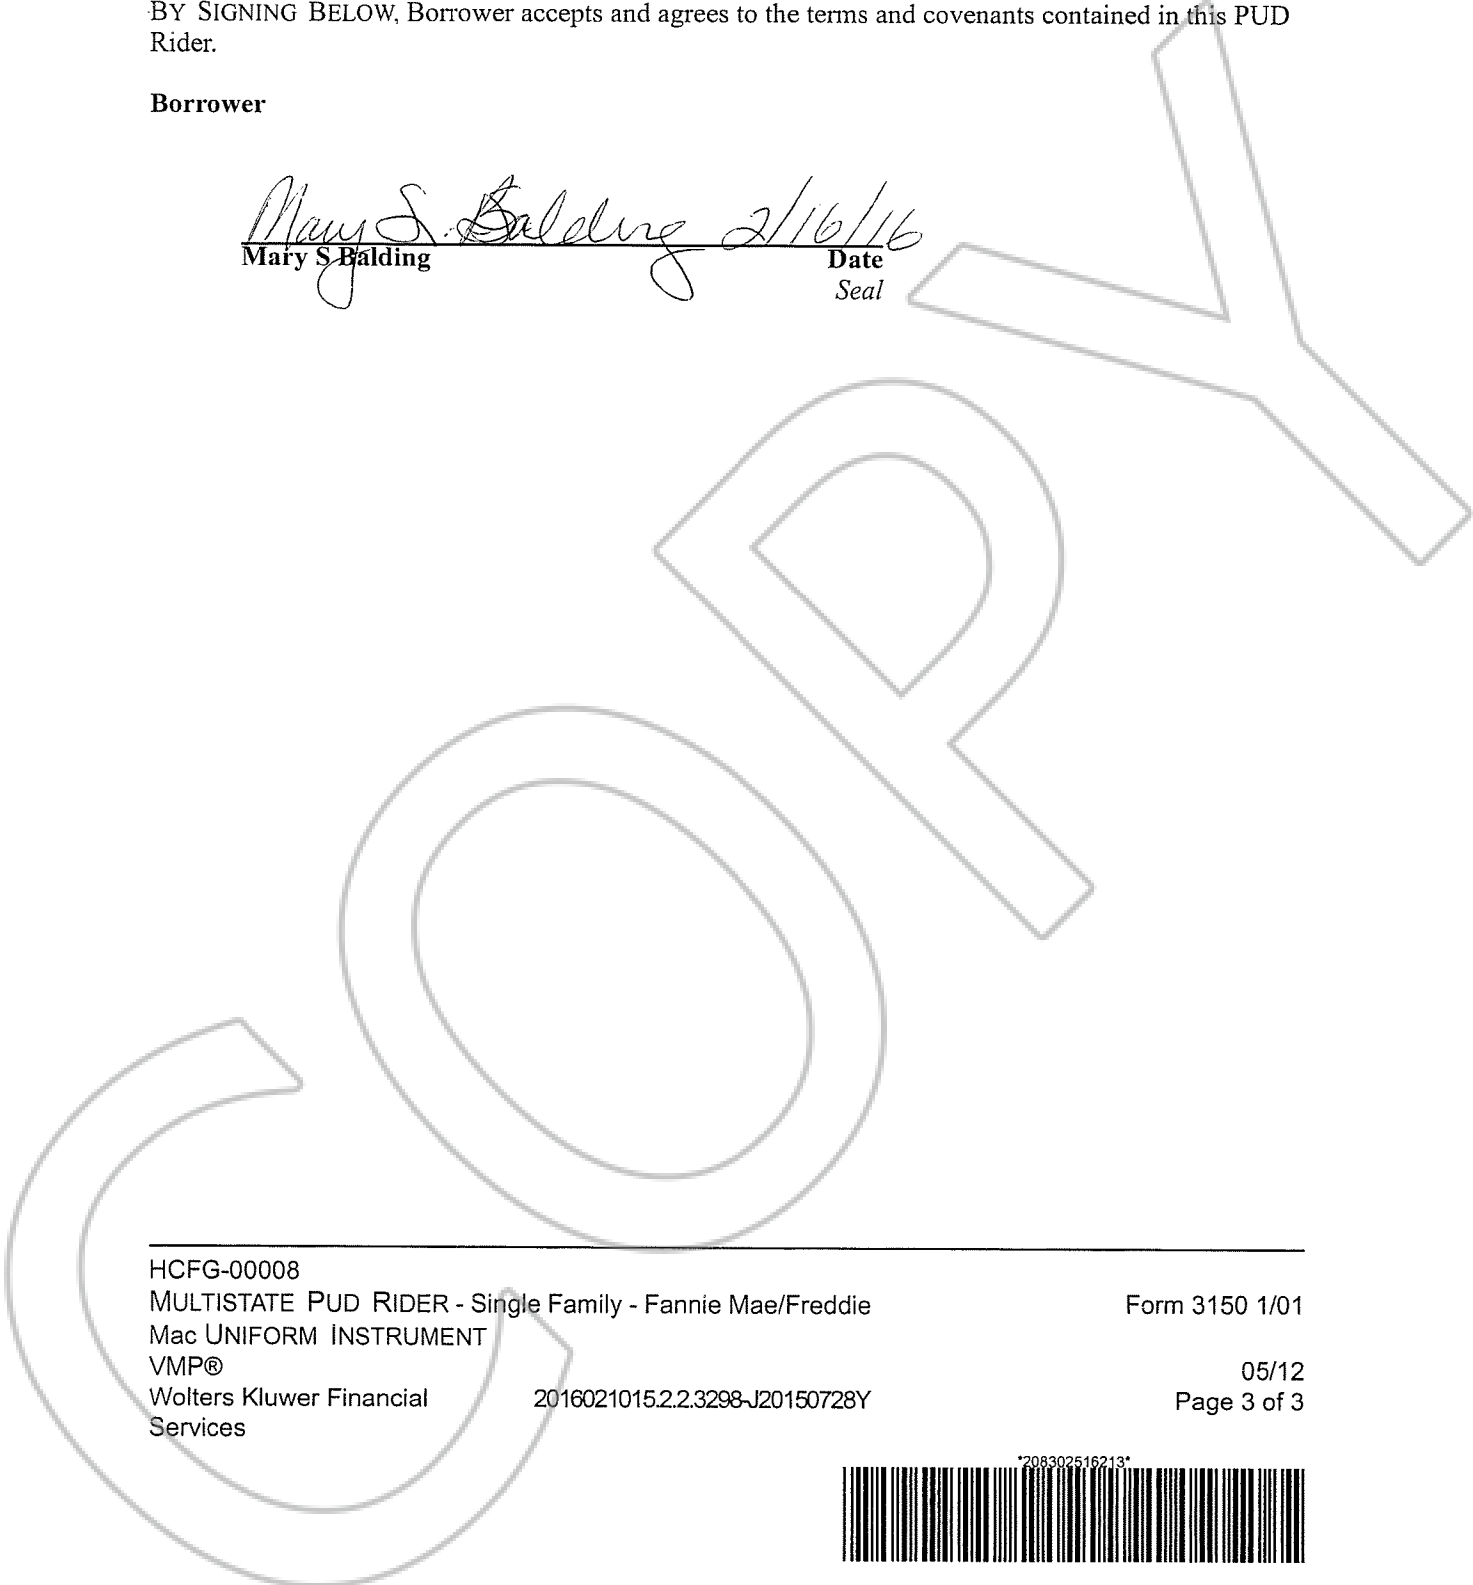 BY SIGNING BELOW, Borrower accepts and agrees to the terms and covenants contained in this PUD
Rider.
Borrower
Mary S. Balding 2/16/16
Mary S Balding Date
Seal
COPY
HCFG-00008
MULTISTATE PUD RIDER - Single Family - Fannie Mae/Freddie Form 3150 1/01
Mac UNIFORM INSTRUMENT
VMP® 05/12
Wolters Kluwer Financial 2016021015.2.2.3298-J20150728Y Page 3 of 3
Services
*208302516213*